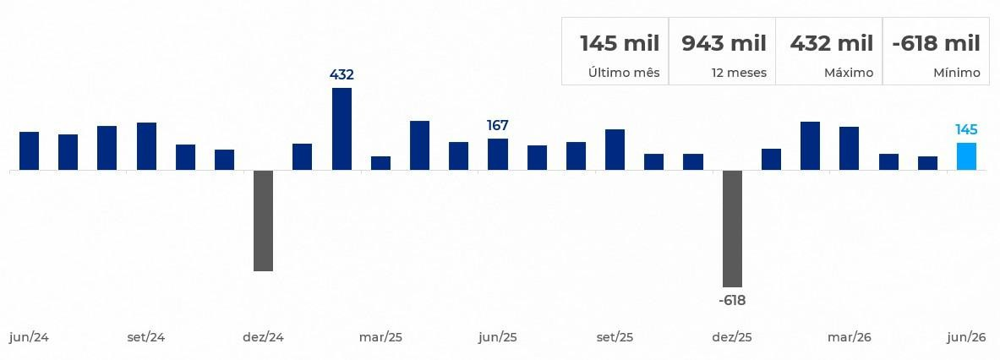 145 mil 943 mil 432 mil -618 mil
Último mês 12 meses Máximo Mínimo
432
167
145
-618
jun/24 set/24 dez/24 mar/25 jun/25 set/25 dez/25 mar/26 jun/26